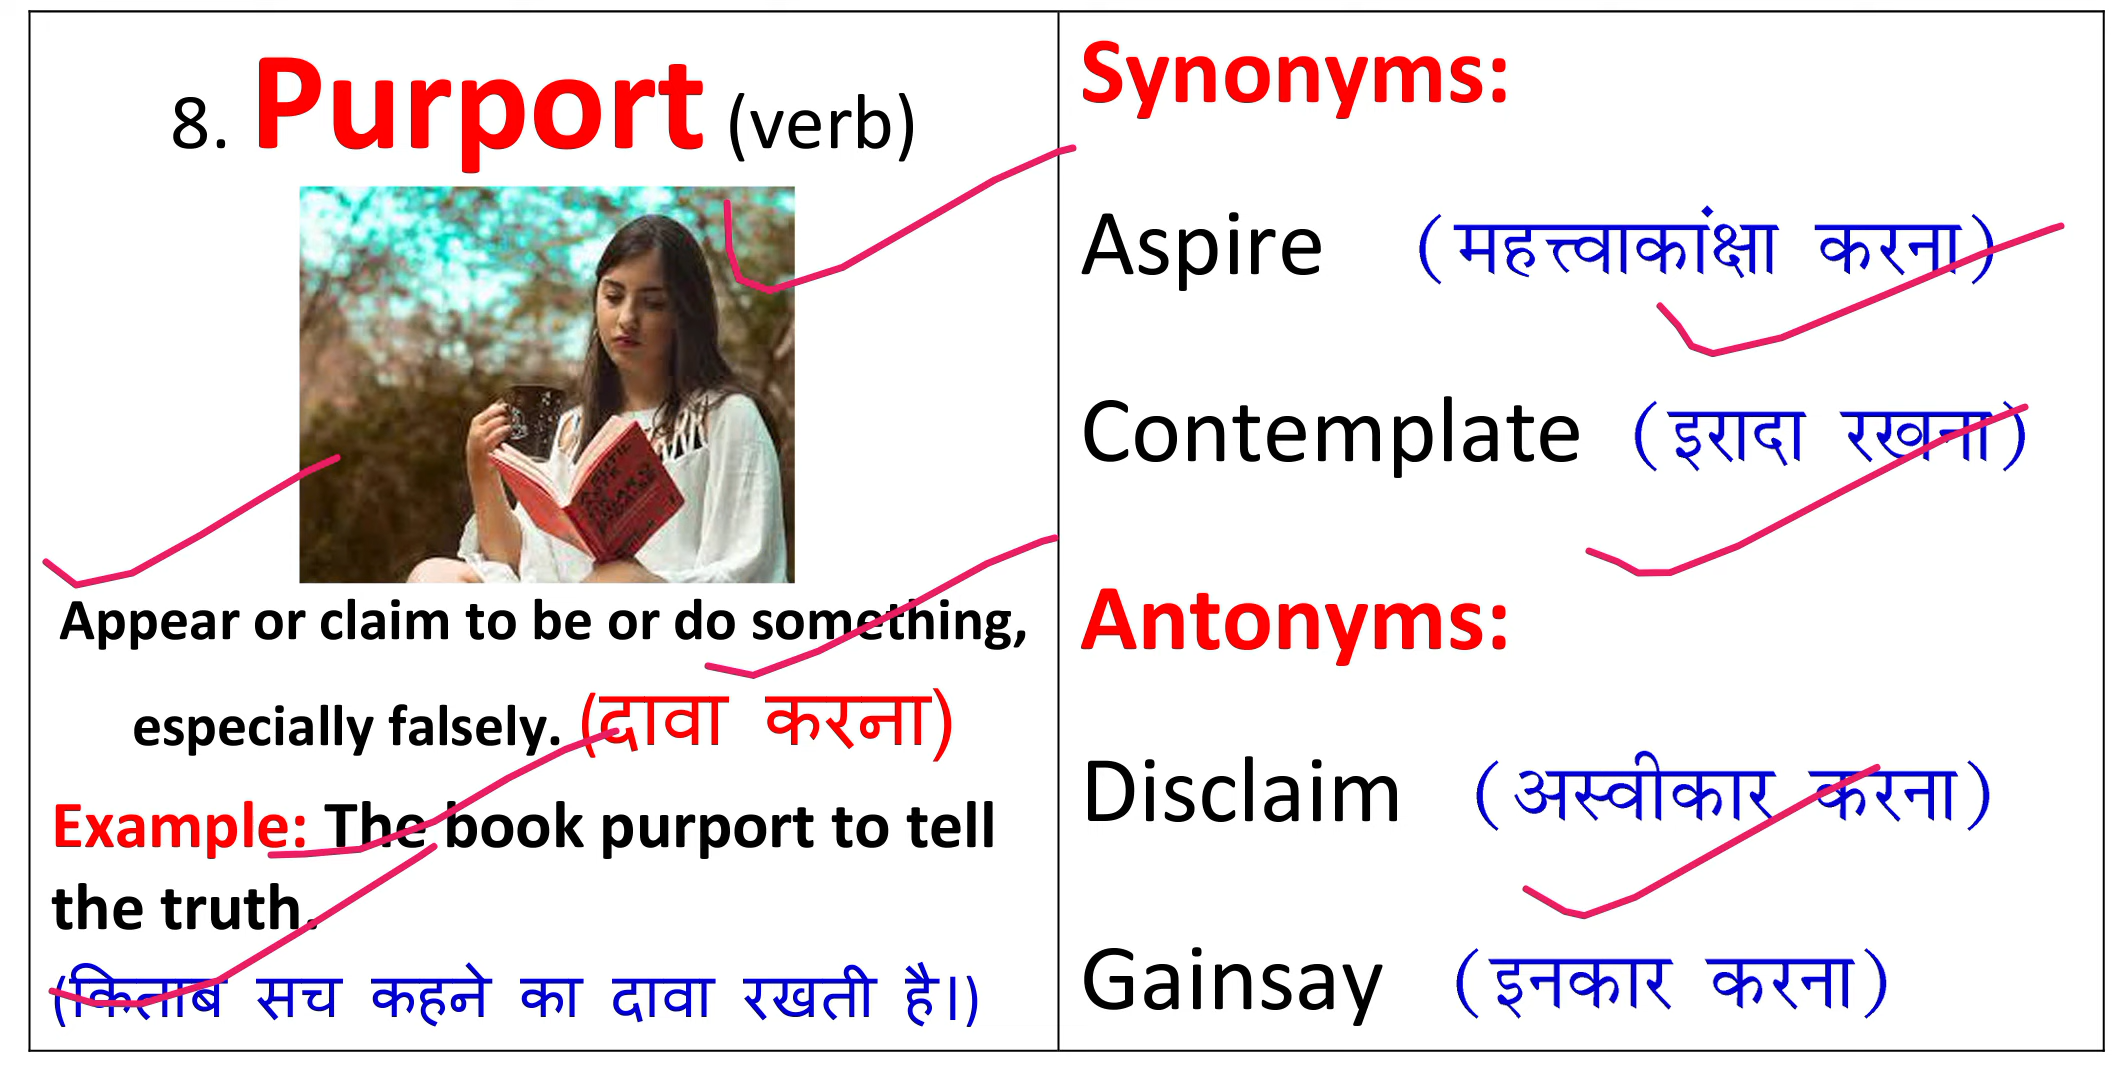 8. Purport (verb)
Appear or claim to be or do something,
especially falsely. (दावा करना)
Example: The book purport to tell
the truth.
(किताब सच कहने का दावा रखती है।)
Synonyms:
Aspire (महत्त्वाकांक्षा करना)
Contemplate (इरादा रखना)
Antonyms:
Disclaim (अस्वीकार करना)
Gainsay (इनकार करना)